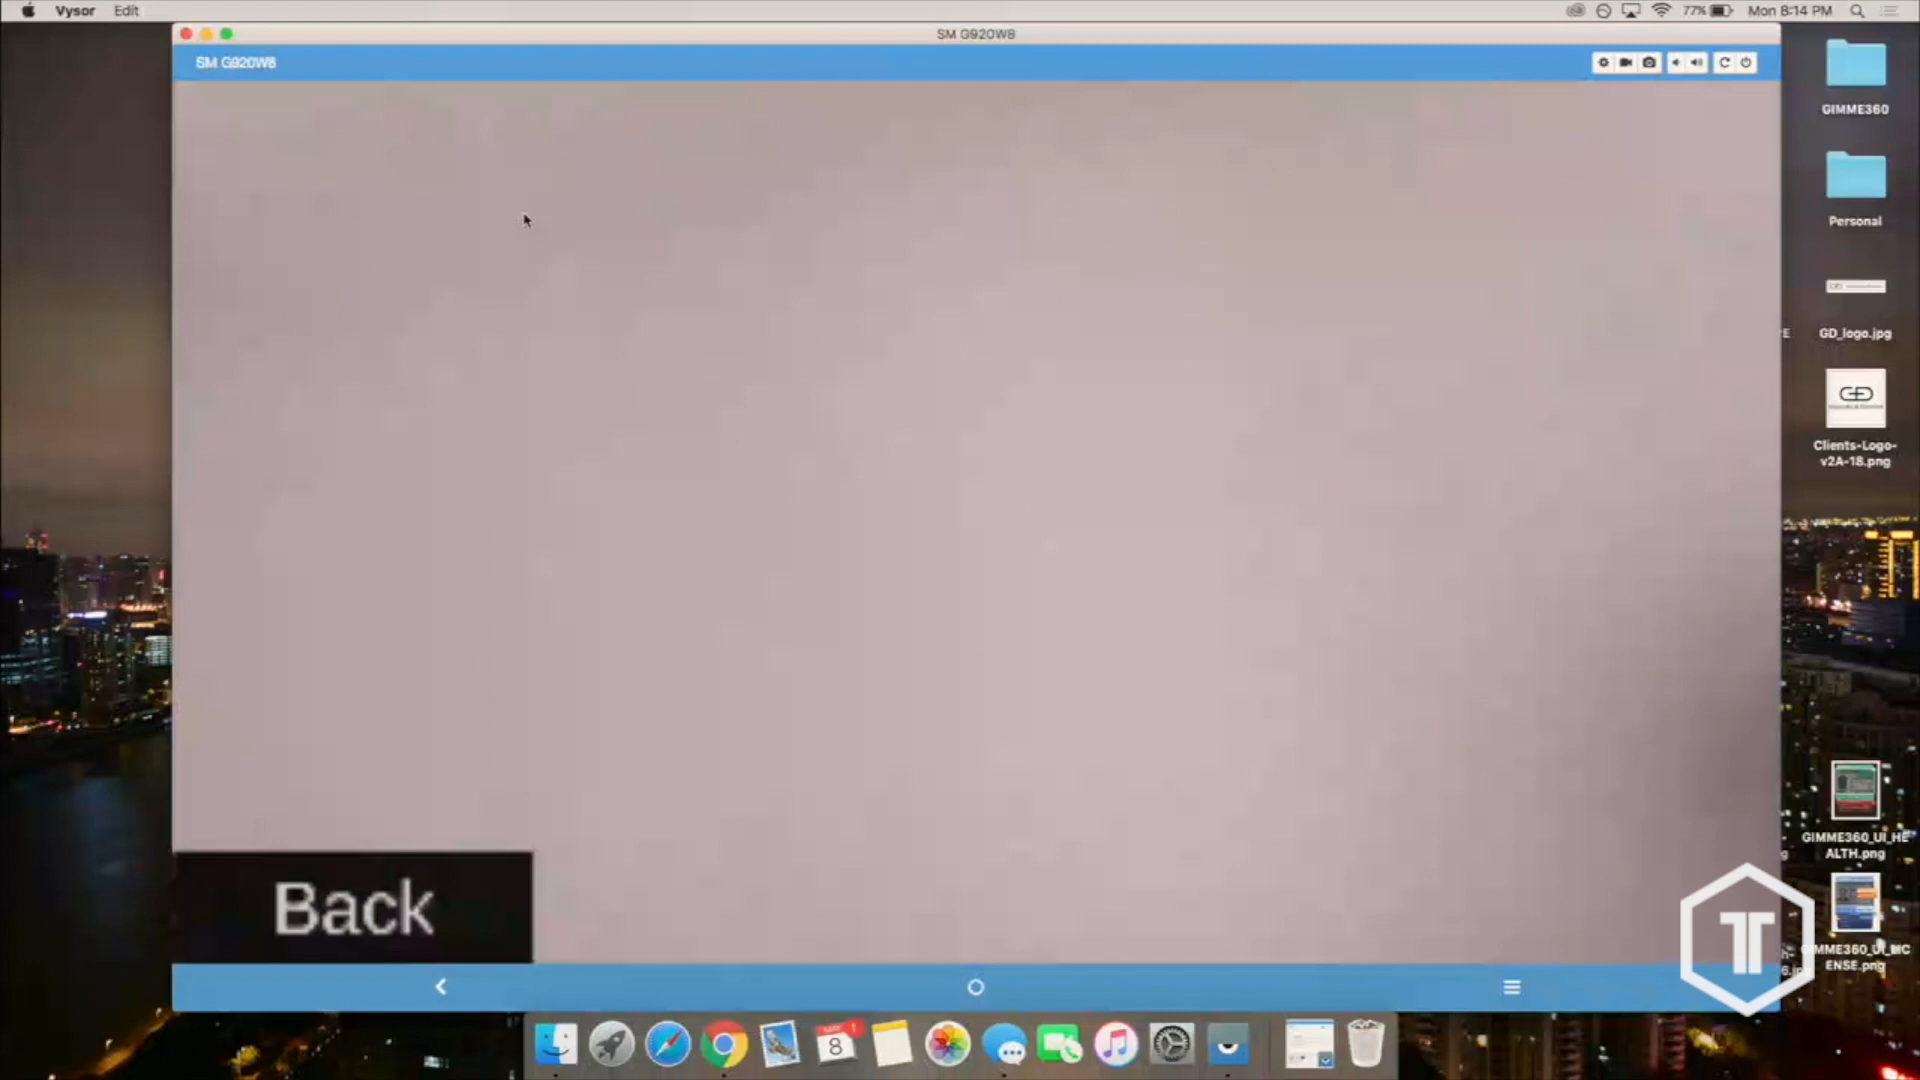 Vysor Edit
77% Mon 8:14 PM
SM G920W8
SM G920W8
GIMME360
Personal
GD_logo.jpg
Clients-Logo-
v2A-18.png
GIMME360_UI_HE
ALTH.png
GIMME360_UI_LIC
ENSE.png
Back
8